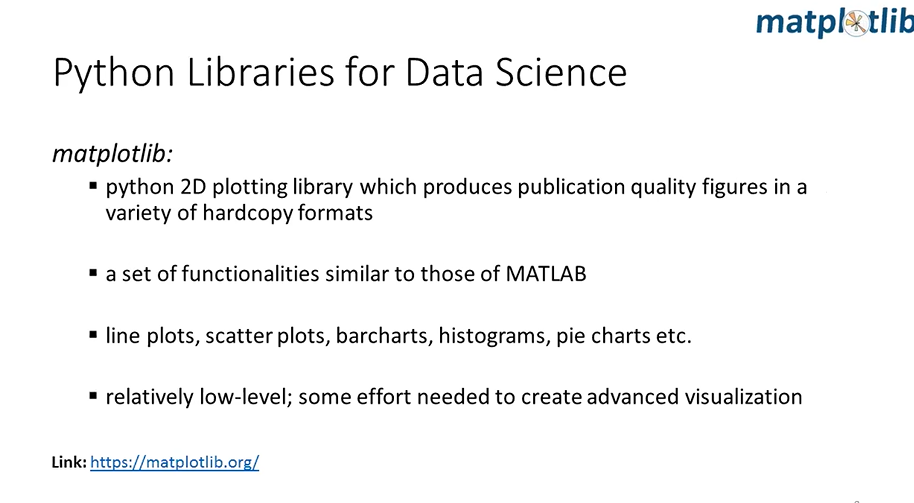 matplotlib
Python Libraries for Data Science
matplotlib:
▪ python 2D plotting library which produces publication quality figures in a
variety of hardcopy formats
▪ a set of functionalities similar to those of MATLAB
▪ line plots, scatter plots, barcharts, histograms, pie charts etc.
▪ relatively low-level; some effort needed to create advanced visualization
Link: https://matplotlib.org/